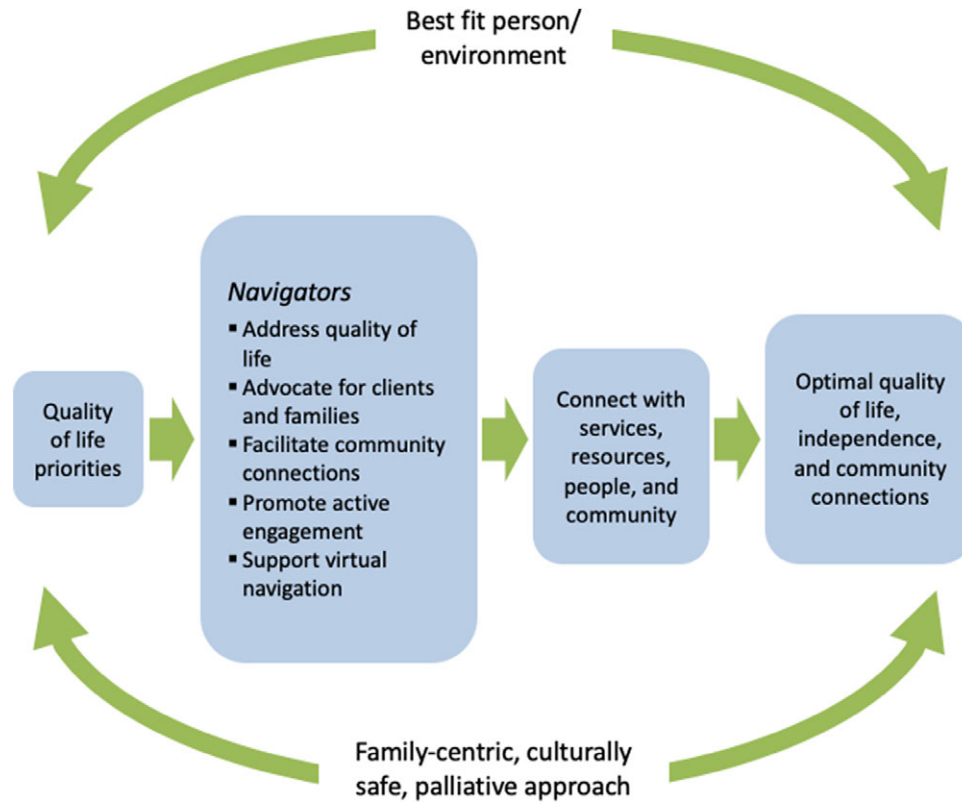 Best fit person/
environment
Quality
of life
priorities
Navigators
▪ Address quality of
life
▪ Advocate for clients
and families
▪ Facilitate community
connections
▪ Promote active
engagement
▪ Support virtual
navigation
Connect with
services,
resources,
people, and
community
Optimal quality
of life,
independence,
and community
connections
Family-centric, culturally
safe, palliative approach